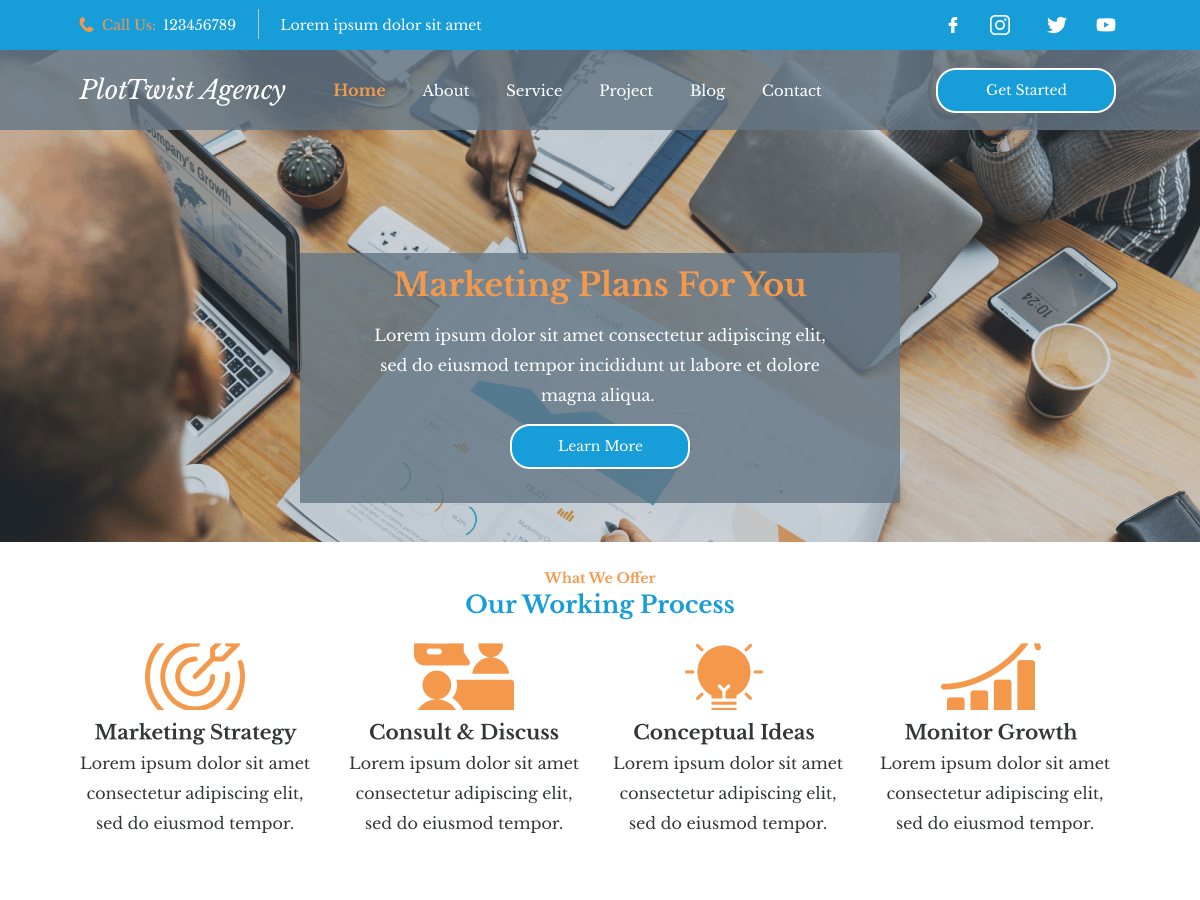 Call Us: 123456789 Lorem ipsum dolor sit amet
PlotTwist Agency Home About Service Project Blog Contact Get Started
Company's Growth
10:24
Marketing Plans For You
Lorem ipsum dolor sit amet consectetur adipiscing elit,
sed do eiusmod tempor incididunt ut labore et dolore
magna aliqua.
Learn More
What We Offer
Our Working Process
Marketing Strategy
Lorem ipsum dolor sit amet
consectetur adipiscing elit,
sed do eiusmod tempor.
Consult & Discuss
Lorem ipsum dolor sit amet
consectetur adipiscing elit,
sed do eiusmod tempor.
Conceptual Ideas
Lorem ipsum dolor sit amet
consectetur adipiscing elit,
sed do eiusmod tempor.
Monitor Growth
Lorem ipsum dolor sit amet
consectetur adipiscing elit,
sed do eiusmod tempor.